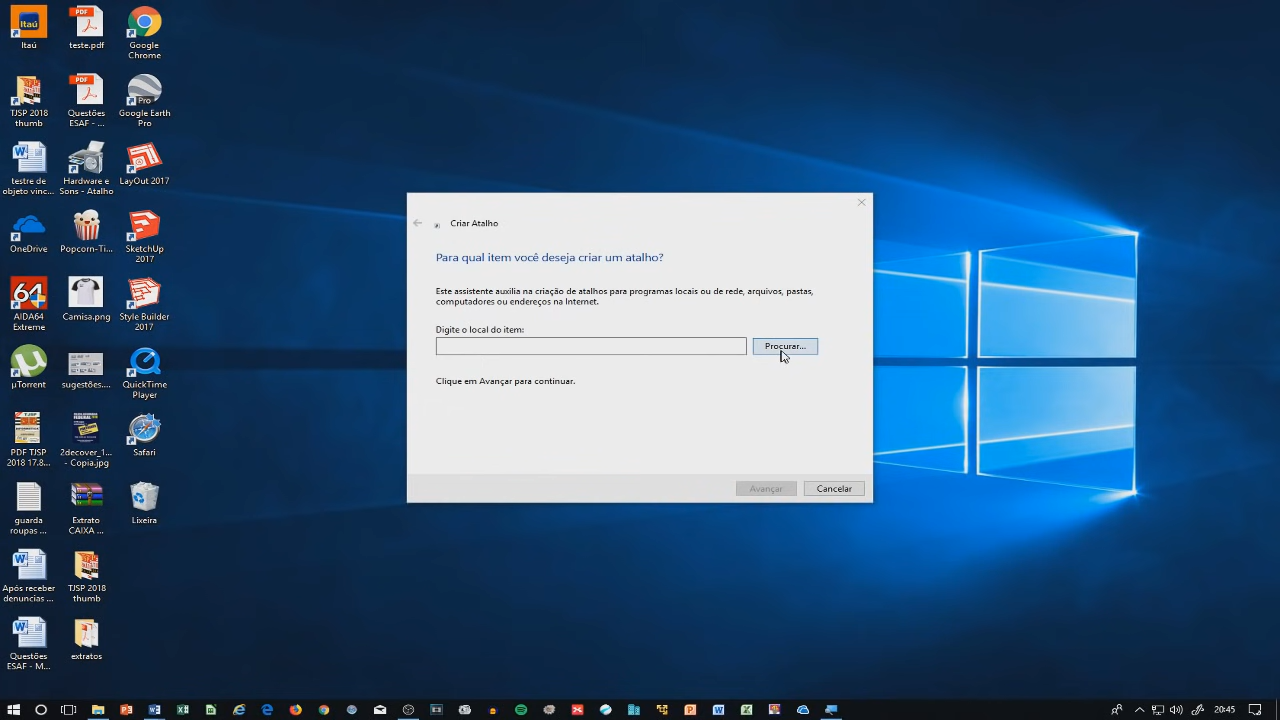 Itaú
teste.pdf
Google
Chrome
TJSP 2018
thumb
Questões
ESAF - ...
Google Earth
Pro
testre de
objeto vinc...
Hardware e
Sons - Atalho
LayOut 2017
OneDrive
Popcorn-Ti...
SketchUp
2017
AIDA64
Extreme
Camisa.png
Style Builder
2017
µTorrent
sugestões....
QuickTime
Player
PDF TJSP
2018 17.8...
2decover_1...
- Copia.jpg
Safari
guarda
roupas ...
Extrato
CAIXA ...
Lixeira
Após receber
denuncias ...
TJSP 2018
thumb
Questões
ESAF - M...
extratos
Criar Atalho
Para qual item você deseja criar um atalho?
Este assistente auxilia na criação de atalhos para programas locais ou de rede, arquivos, pastas,
computadores ou endereços na Internet.
Digite o local do item:
Procurar...
Clique em Avançar para continuar.
Avançar
Cancelar
20:45